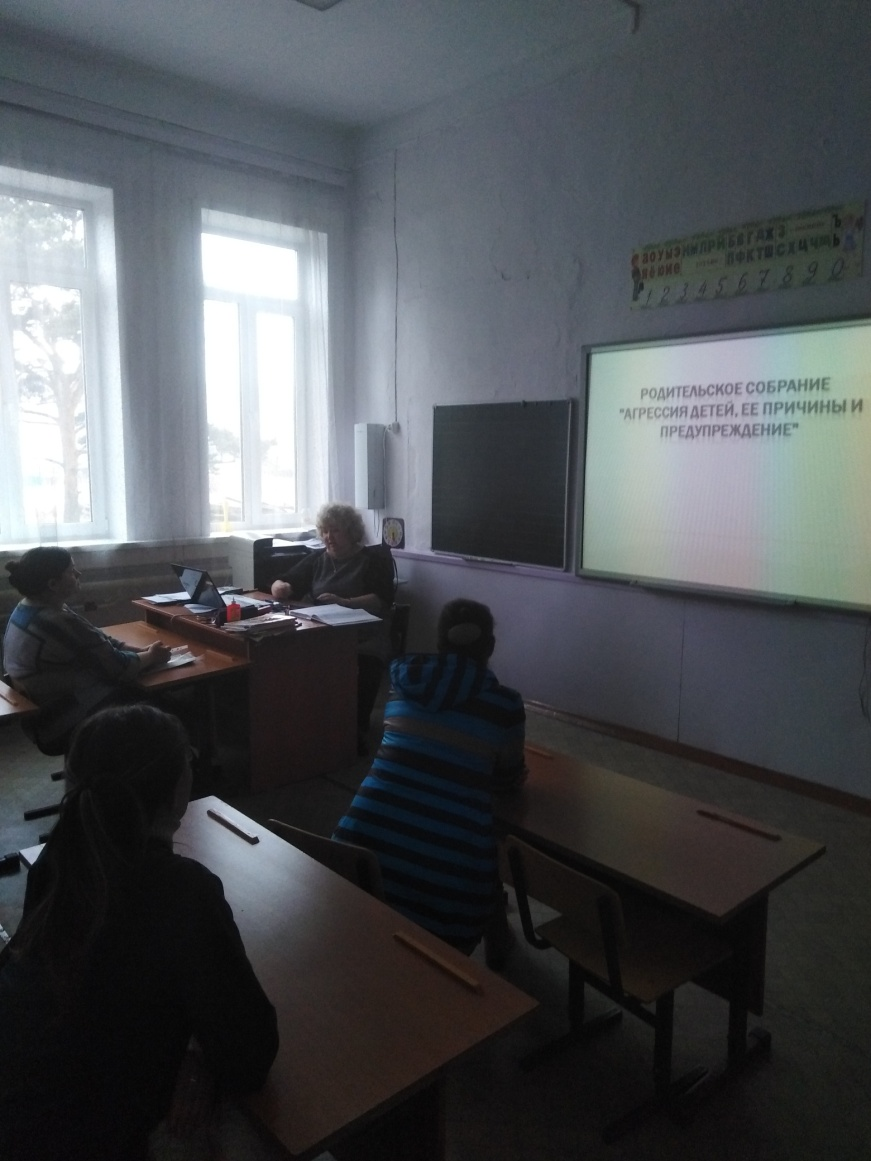 А О У Ы Э Н М Л Р Й Б В Г Д Ж З Ъ
Я Ё Ю И Е П Ф К Т Ш С Х Ц Ч Щ Ь
1 2 3 4 5 6 7 8 9 0
РОДИТЕЛЬСКОЕ СОБРАНИЕ
"АГРЕССИЯ ДЕТЕЙ, ЕЕ ПРИЧИНЫ И
ПРЕДУПРЕЖДЕНИЕ"